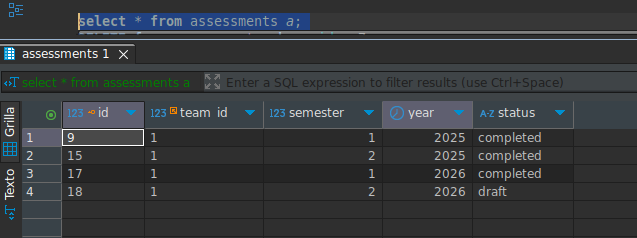 select * from assessments a;
assessments 1
select * from assessments a
Enter a SQL expression to filter results (use Ctrl+Space)
Grilla
Texto
123 id 123 team_id 123 semester year A-Z status
1 9 1 1 2025 completed
2 15 1 2 2025 completed
3 17 1 1 2026 completed
4 18 1 2 2026 draft